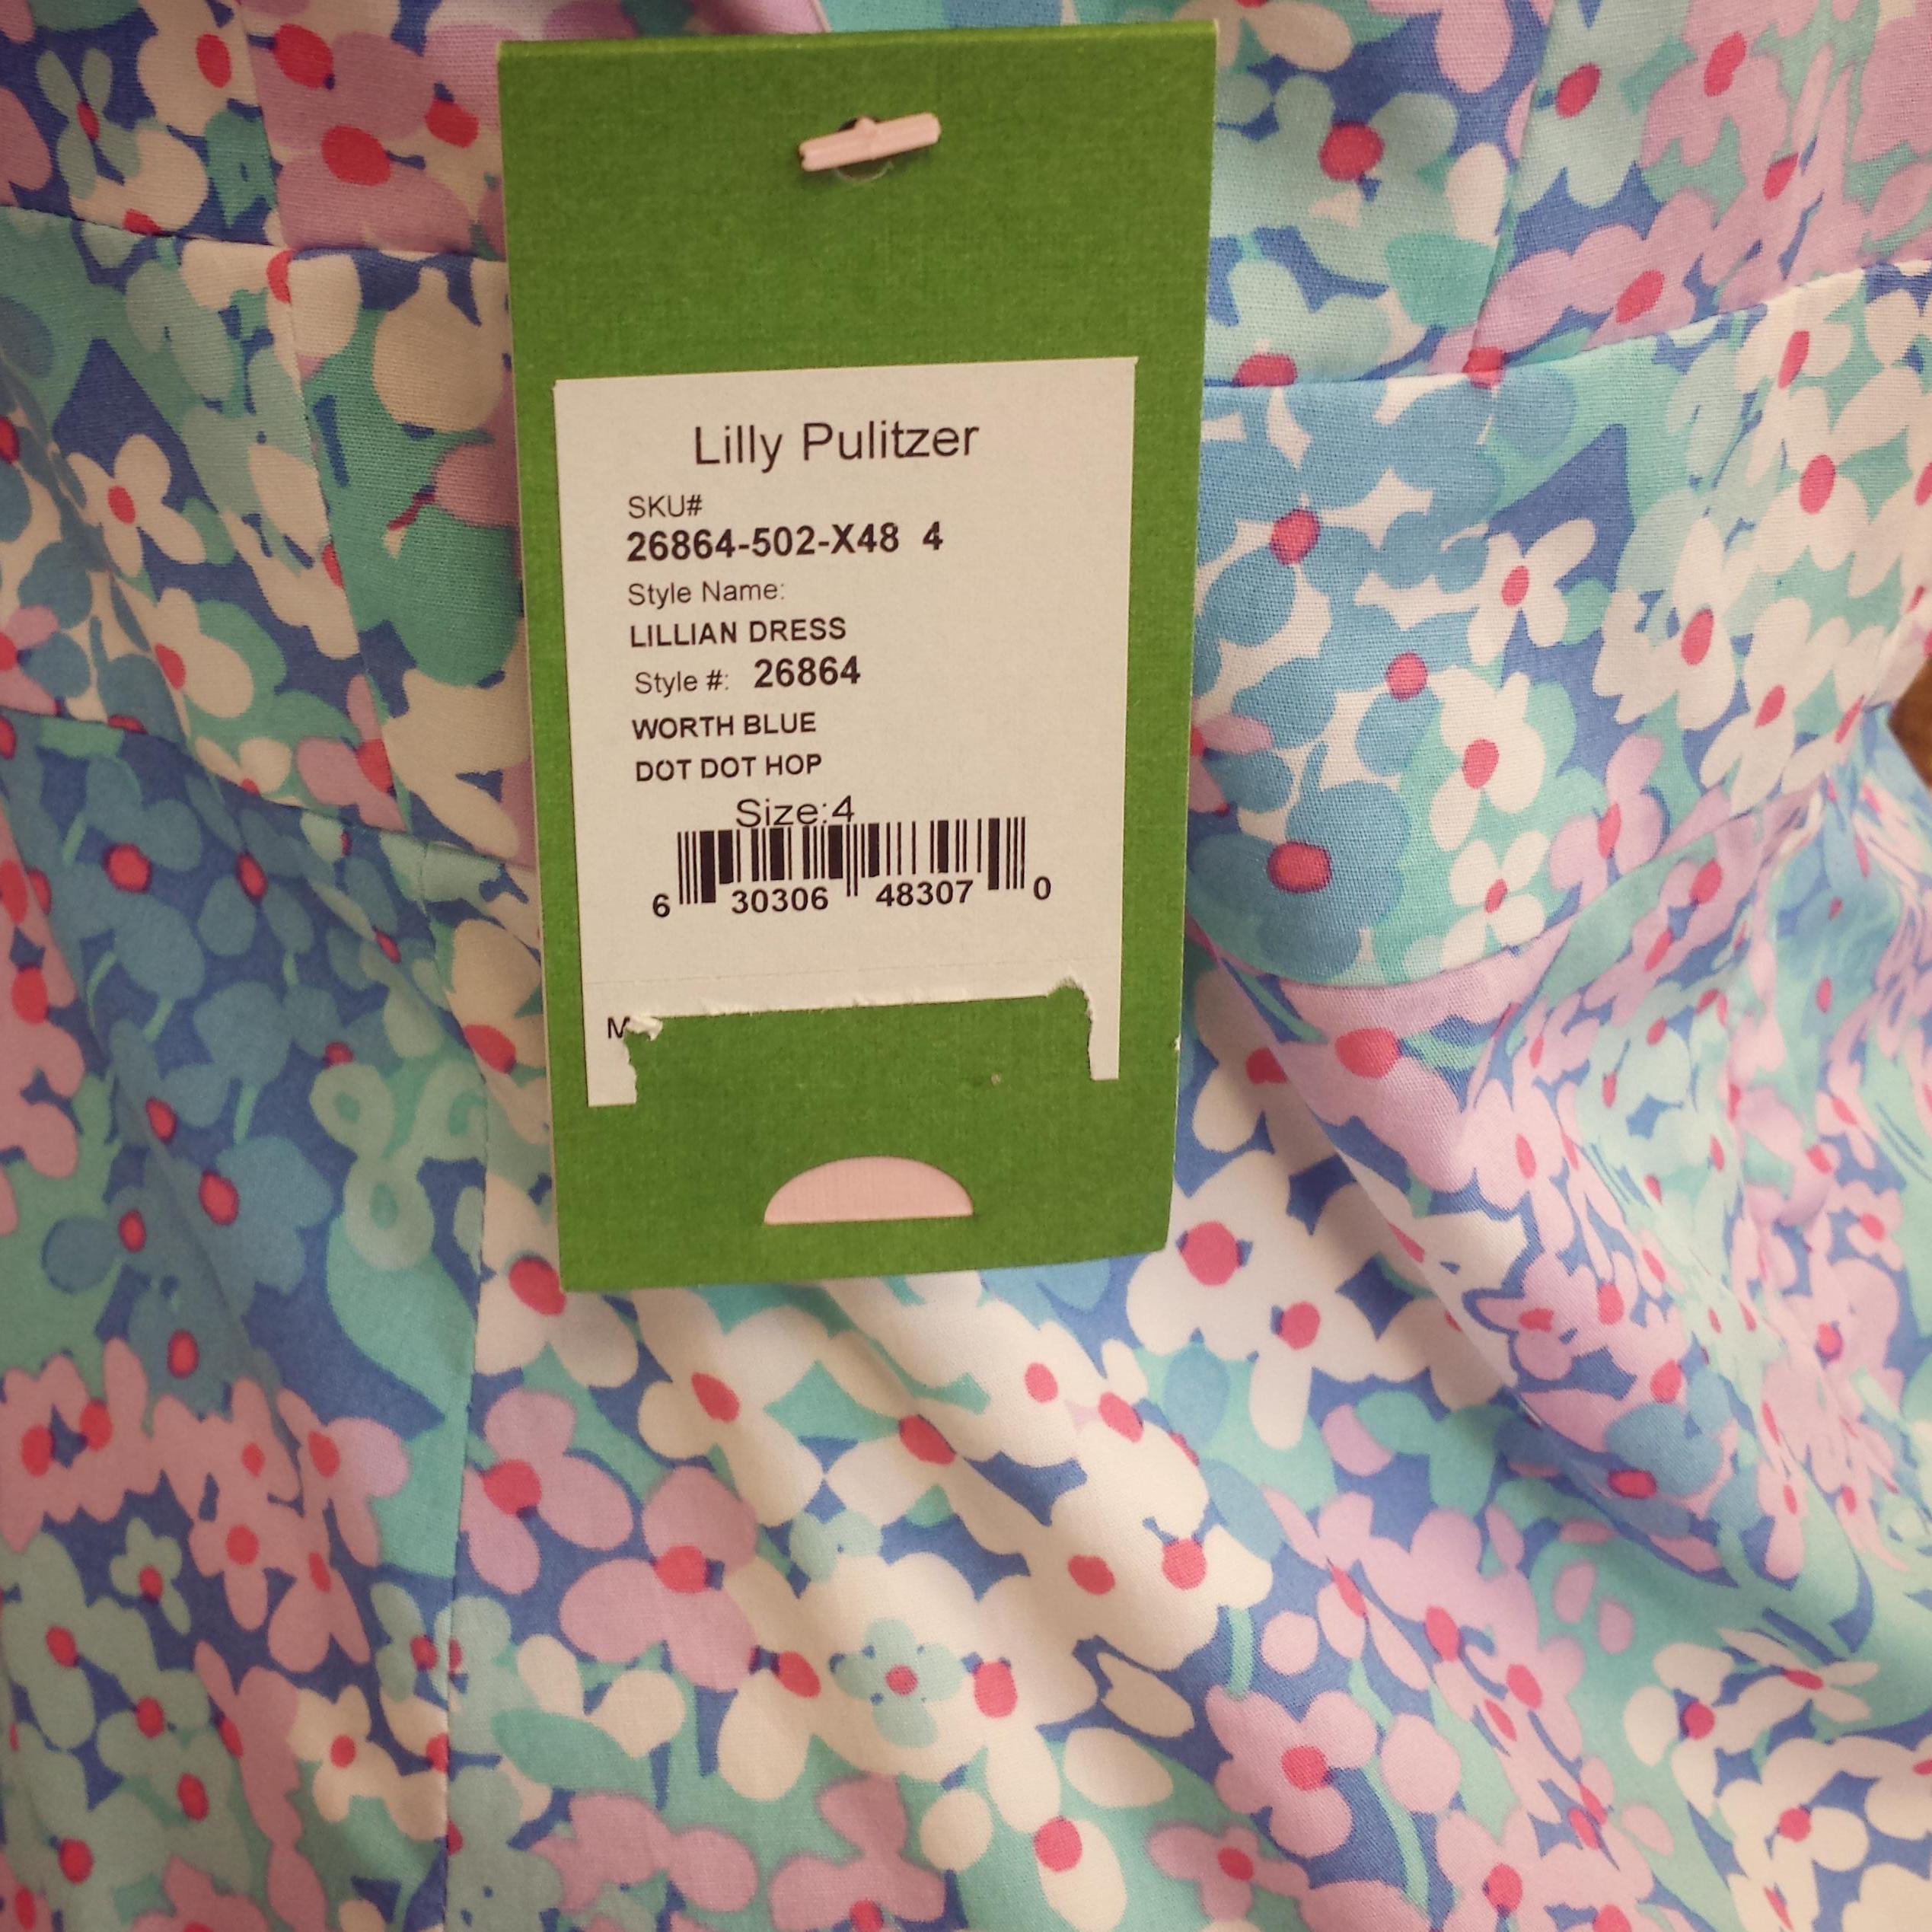 Lilly Pulitzer
SKU#
26864-502-X48 4
Style Name:
LILLIAN DRESS
Style #: 26864
WORTH BLUE
DOT DOT HOP
Size:4
6 30306 48307 0
M